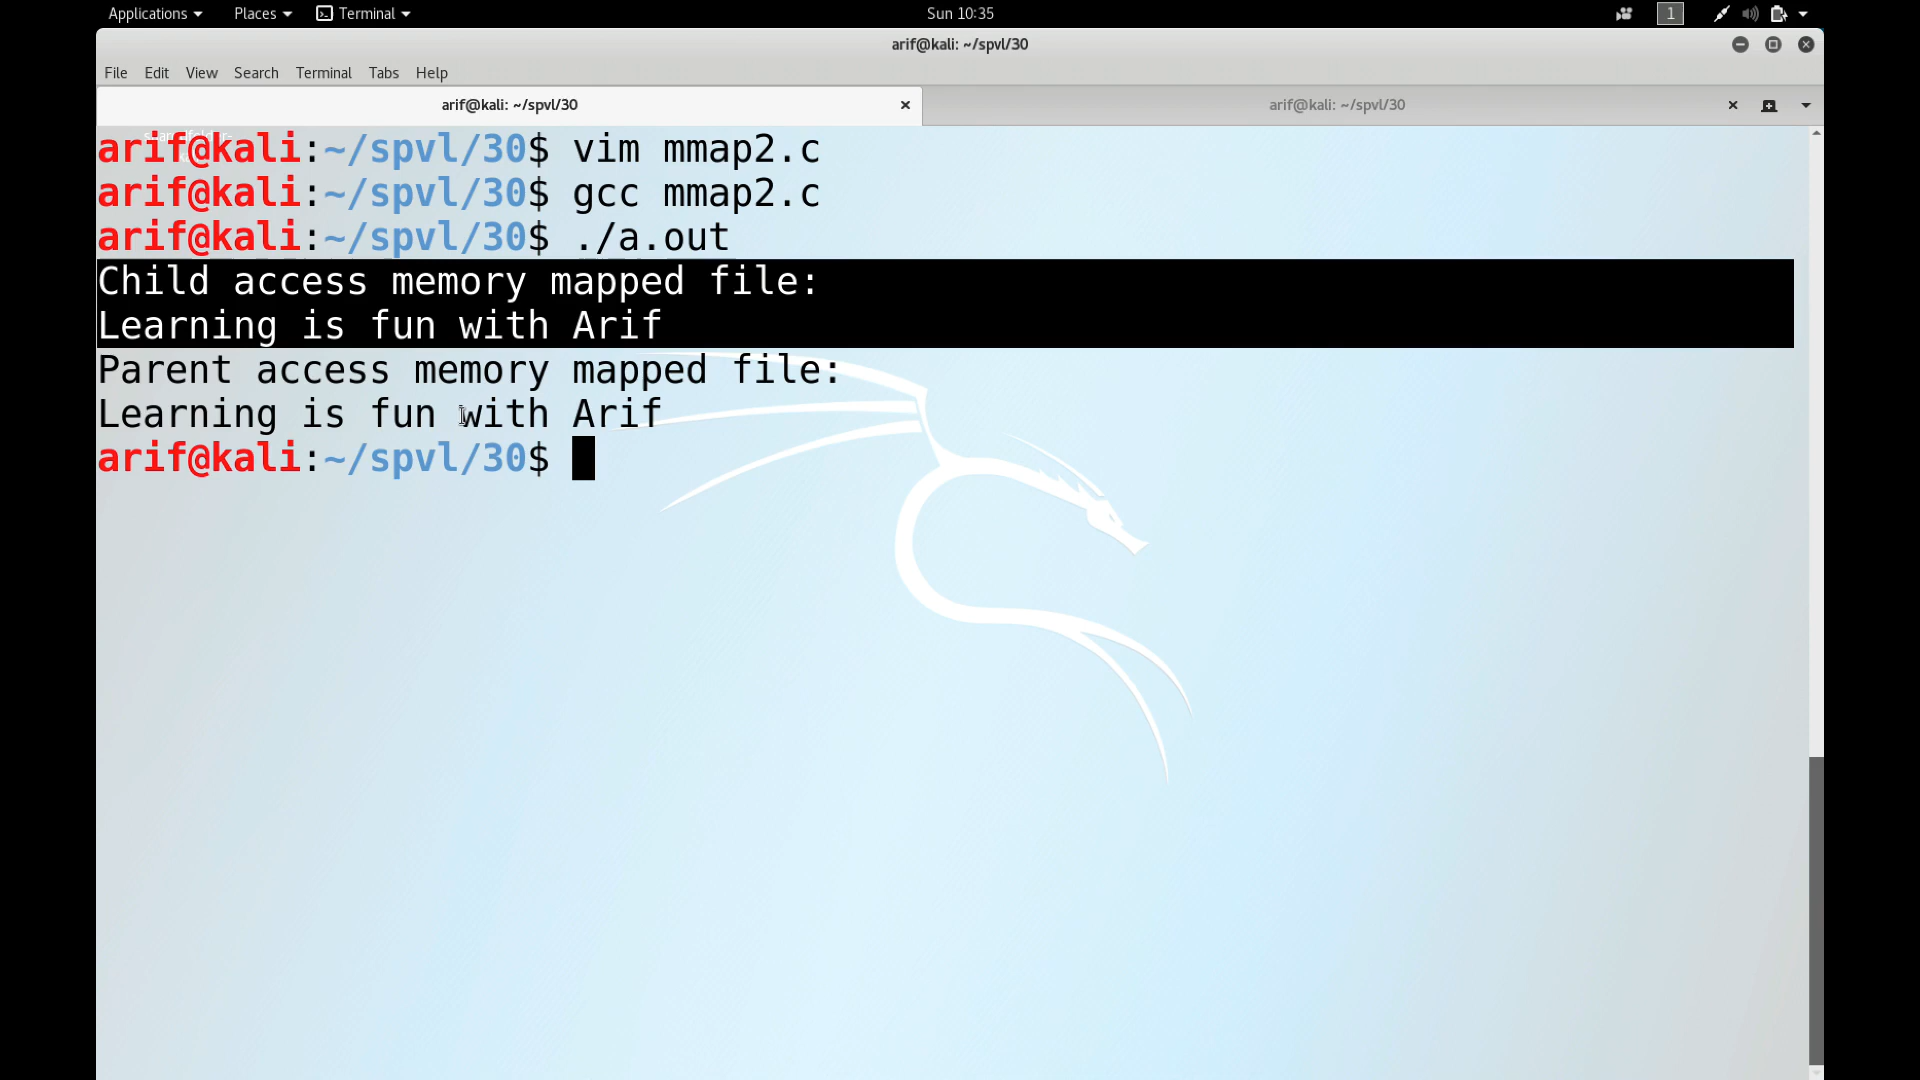 Applications Places Terminal Sun 10:35 1
arif@kali: ~/spvl/30
File Edit View Search Terminal Tabs Help
arif@kali: ~/spvl/30 arif@kali: ~/spvl/30
arif@kali:~/spvl/30$ vim mmap2.c
arif@kali:~/spvl/30$ gcc mmap2.c
arif@kali:~/spvl/30$ ./a.out
Child access memory mapped file:
Learning is fun with Arif
Parent access memory mapped file:
Learning is fun with Arif
arif@kali:~/spvl/30$